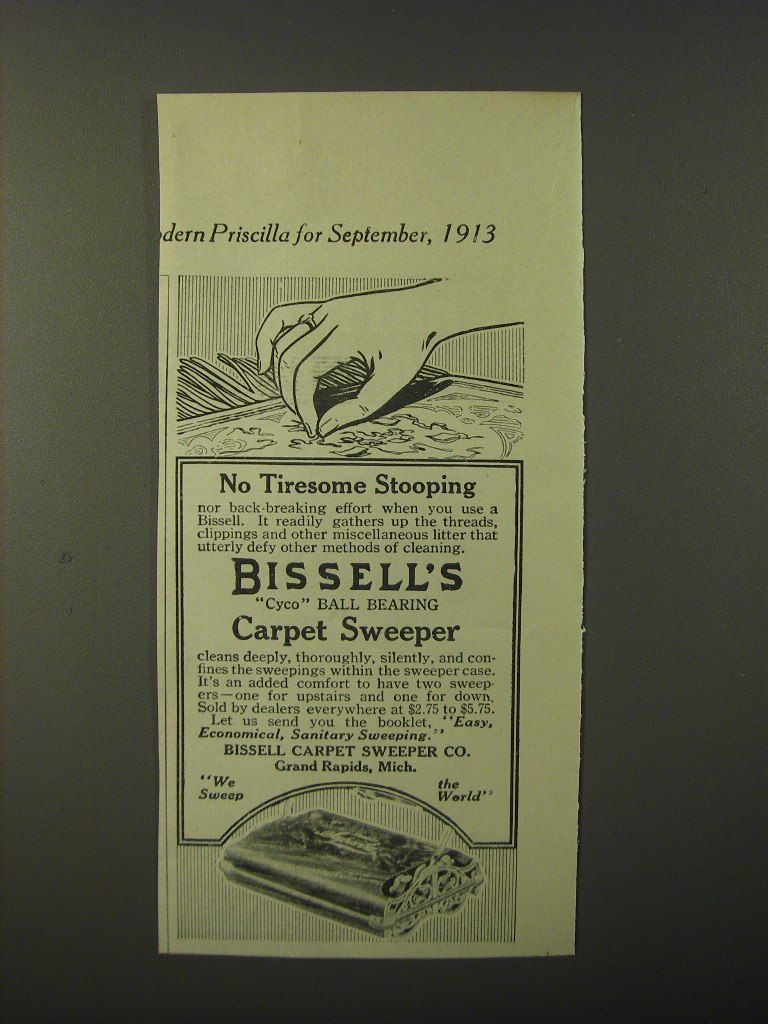 odern Priscilla for September, 1913
No Tiresome Stooping
nor back-breaking effort when you use a
Bissell. It readily gathers up the threads,
clippings and other miscellaneous litter that
utterly defy other methods of cleaning.
BISSELL'S
"Cyco" BALL BEARING
Carpet Sweeper
cleans deeply, thoroughly, silently, and con-
fines the sweepings within the sweeper case.
It's an added comfort to have two sweep-
ers—one for upstairs and one for down.
Sold by dealers everywhere at $2.75 to $5.75.
Let us send you the booklet, "Easy,
Economical, Sanitary Sweeping."
BISSELL CARPET SWEEPER CO.
Grand Rapids, Mich.
"We
Sweep
the
World"